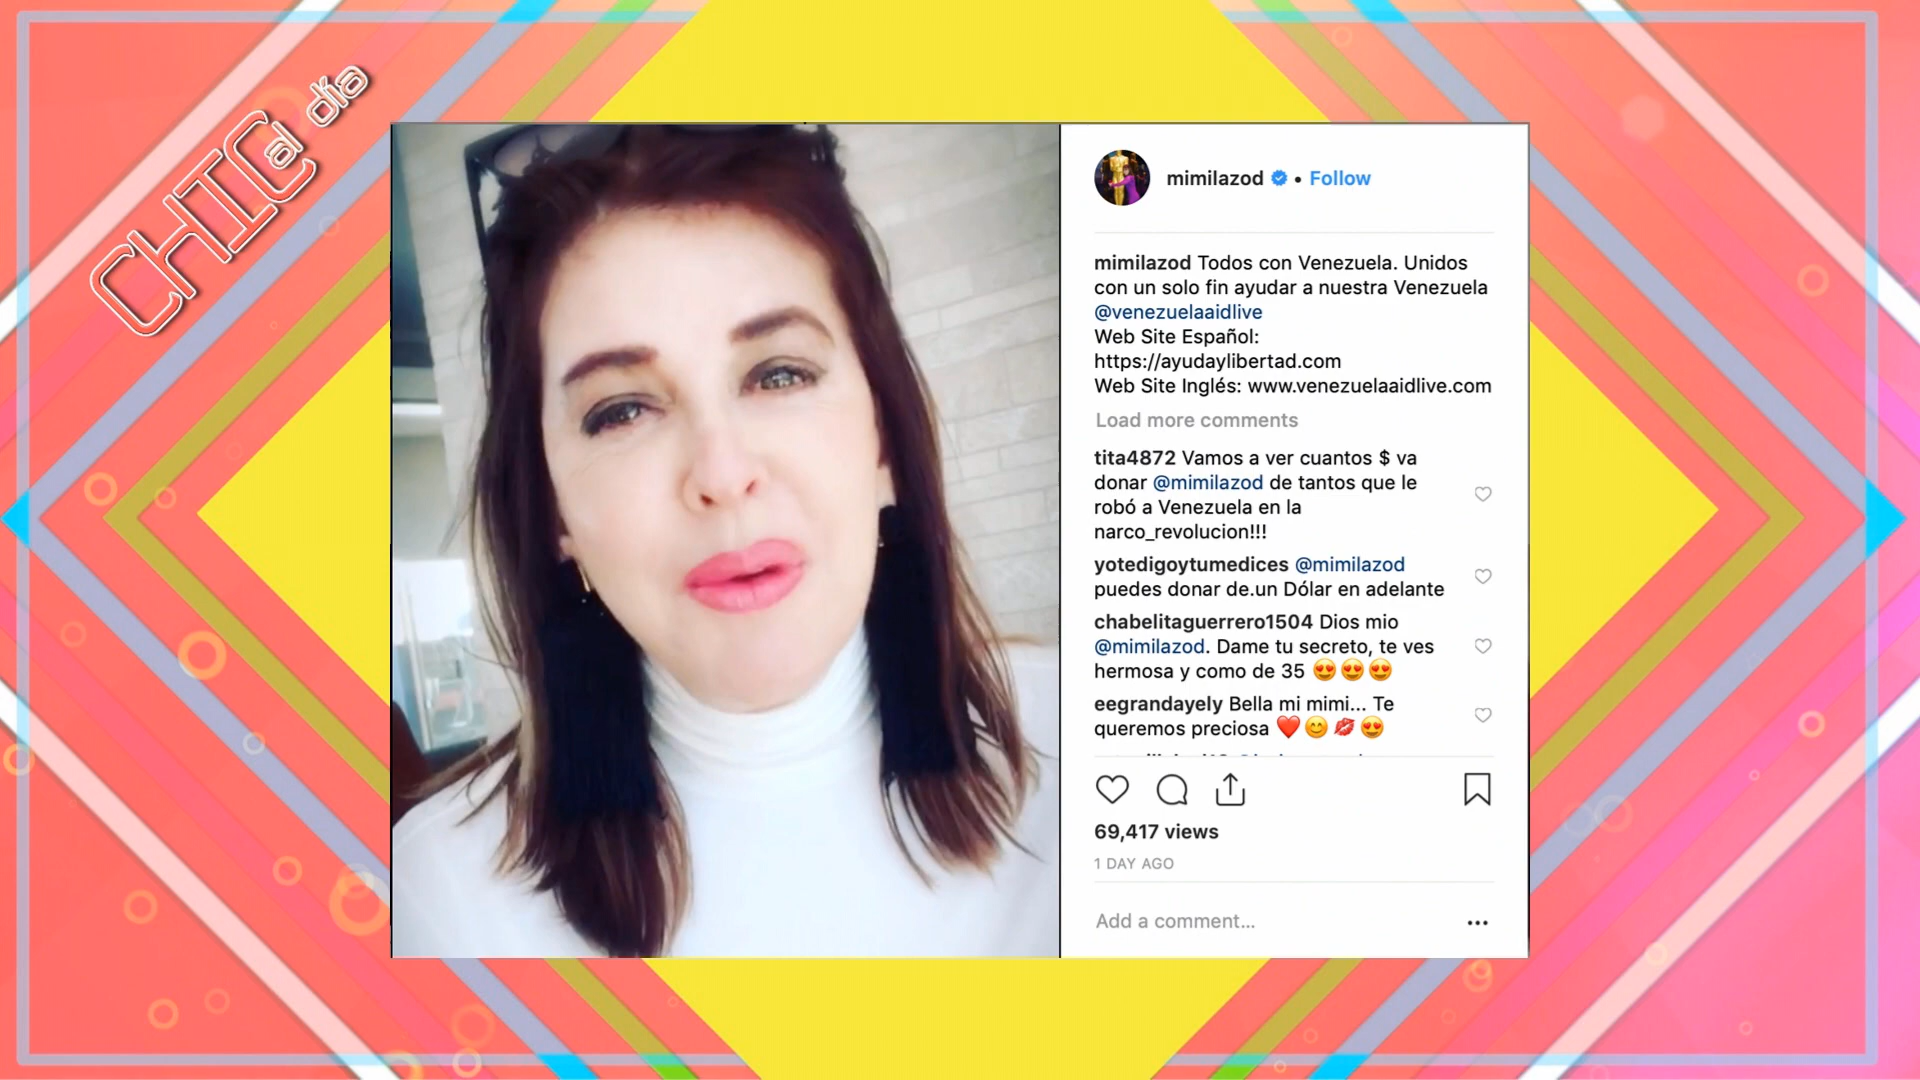 CHIC al día
mimilazod • Follow
mimilazod Todos con Venezuela. Unidos
con un solo fin ayudar a nuestra Venezuela
@venezuelaaidlive
Web Site Español:
https://ayudaylibertad.com
Web Site Inglés: www.venezuelaaidlive.com
Load more comments
tita4872 Vamos a ver cuantos $ va
donar @mimilazod de tantos que le
robó a Venezuela en la
narco_revolucion!!!
yotedigoytumedices @mimilazod
puedes donar de.un Dólar en adelante
chabelitaguerrero1504 Dios mio
@mimilazod. Dame tu secreto, te ves
hermosa y como de 35 😍😍😍
eegrandayely Bella mi mimi... Te
queremos preciosa ❤️😊💋😍
69,417 views
1 DAY AGO
Add a comment...